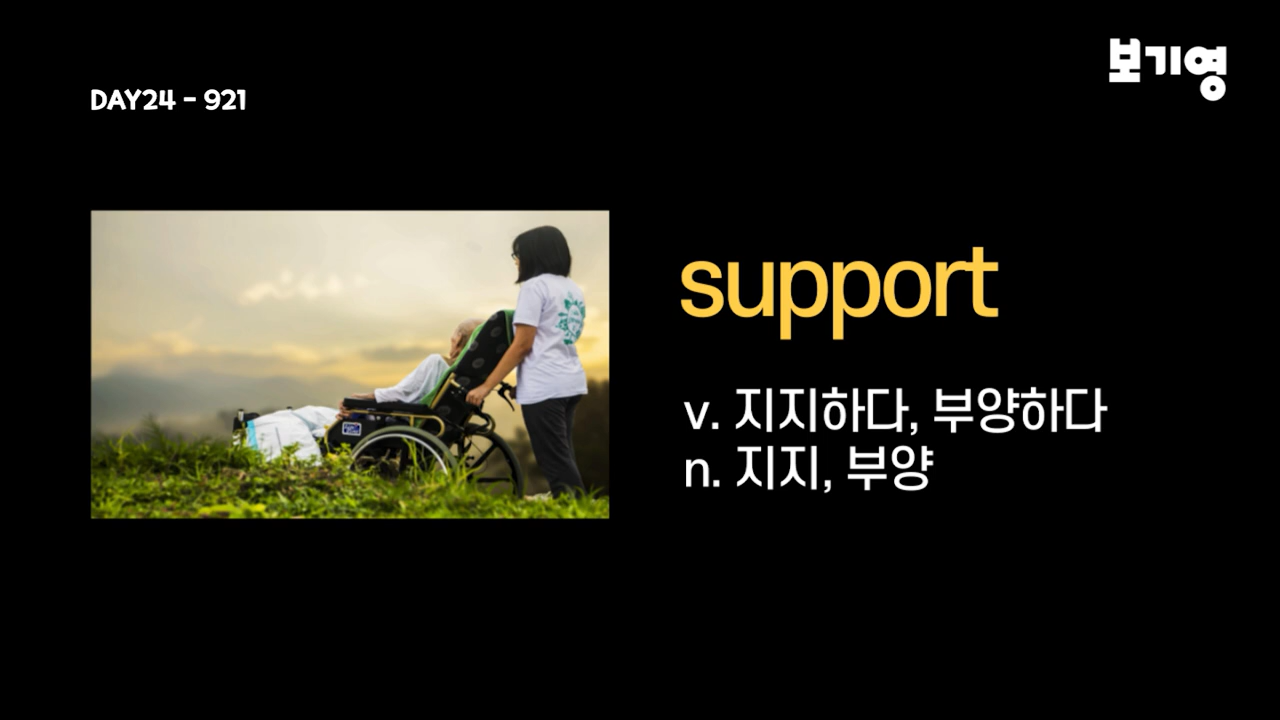 보기영
DAY24 - 921
support
v. 지지하다, 부양하다
n. 지지, 부양